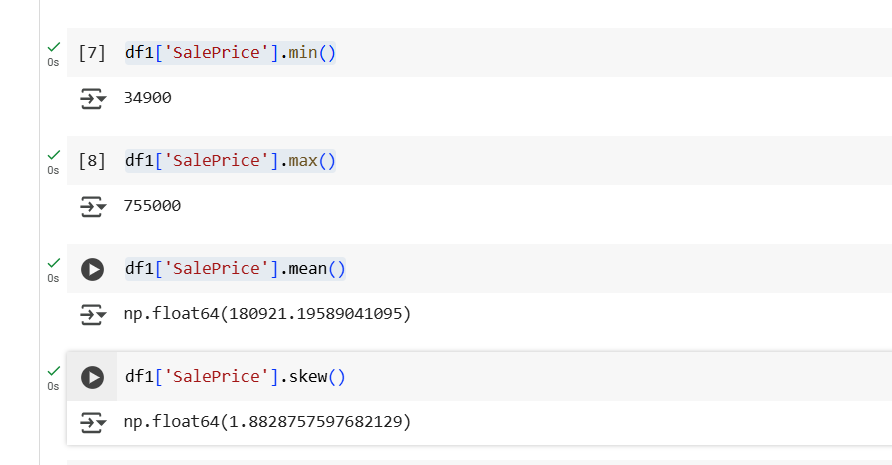 0s
[7] df1['SalePrice'].min()
34900
0s
[8] df1['SalePrice'].max()
755000
0s
df1['SalePrice'].mean()
np.float64(180921.19589041095)
0s
df1['SalePrice'].skew()
np.float64(1.8828757597682129)